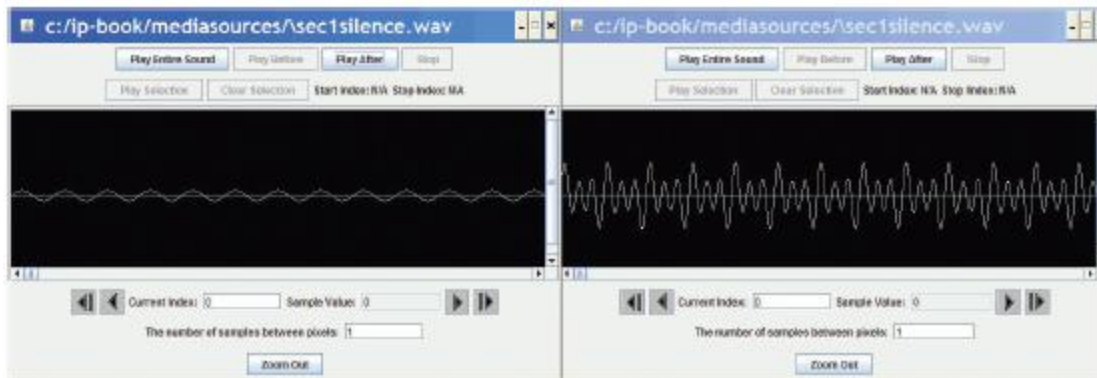 c:/ip-book/mediasources/\sec1silence.wav
Play Entire Sound Play Before Play After Stop
Play Selection Clear Selection Start Index: N/A Stop Index: N/A
Current Index: 0 Sample Value: 0
The number of samples between pixels: 1
Zoom Out
c:/ip-book/mediasources/\sec1silence.wav
Play Entire Sound Play Before Play After Stop
Play Selection Clear Selection Start Index: N/A Stop Index: N/A
Current Index: 0 Sample Value: 0
The number of samples between pixels: 1
Zoom Out